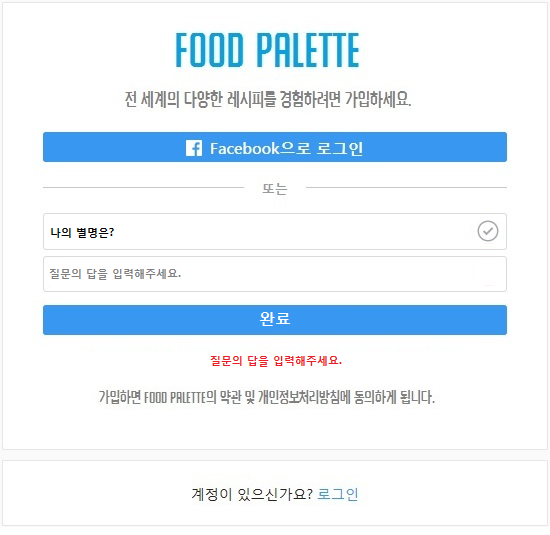 FOOD PALETTE
전 세계의 다양한 레시피를 경험하려면 가입하세요.
Facebook으로 로그인
또는
나의 별명은?
질문의 답을 입력해주세요.
완료
질문의 답을 입력해주세요.
가입하면 FOOD PALETTE의 약관 및 개인정보처리방침에 동의하게 됩니다.
계정이 있으신가요? 로그인